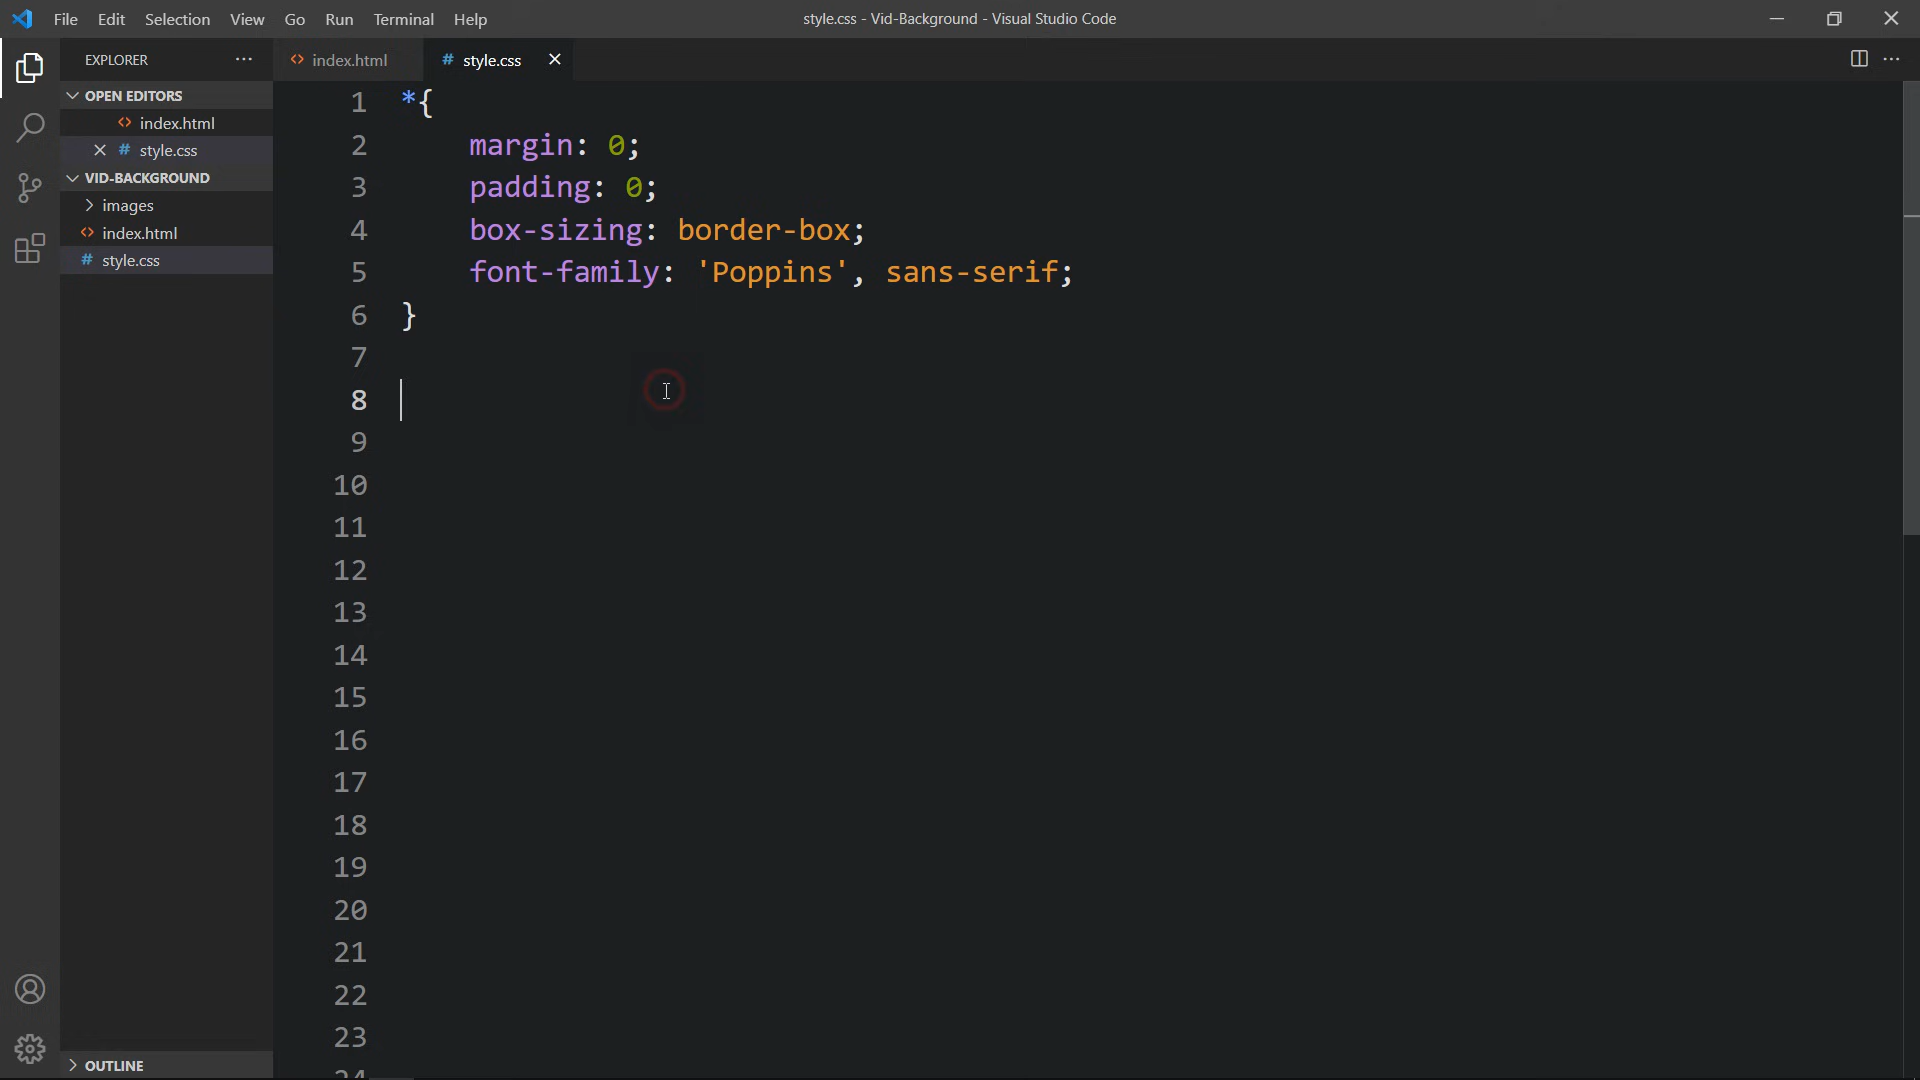 File Edit Selection View Go Run Terminal Help
style.css - Vid-Background - Visual Studio Code
EXPLORER
OPEN EDITORS
index.html
style.css
VID-BACKGROUND
images
index.html
style.css
OUTLINE
index.html
# style.css
1 *{
2 margin: 0;
3 padding: 0;
4 box-sizing: border-box;
5 font-family: 'Poppins', sans-serif;
6 }
7
8
9
10
11
12
13
14
15
16
17
18
19
20
21
22
23
24